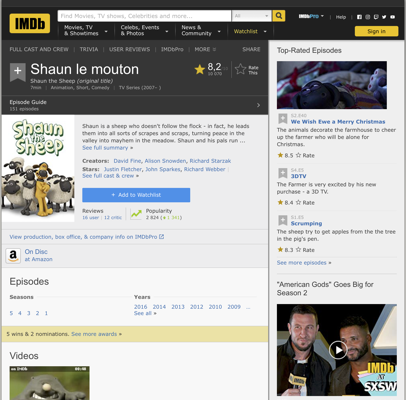 IMDb
Find Movies, TV shows, Celebrities and more...
All
IMDbPro
Help
Movies, TV
& Showtimes
Celebs, Events
& Photos
News &
Community
Watchlist
Sign in
FULL CAST AND CREW | TRIVIA | USER REVIEWS | IMDbPro | MORE
SHARE
Shaun le mouton
Shaun the Sheep (original title)
7min | Animation, Short, Comedy | TV Series (2007– )
8,2
Rate
This
Episode Guide
151 episodes
Shaun
the
Sheep
Shaun is a sheep who doesn't follow the flock - in fact, he
leads them into all sorts of scrapes and scraps, turning peace in the
valley into mayhem in the meadow. Shaun and his pals run ...
See full summary »
Creators: David Fine, Alison Snowden, Richard Starzak
Stars: Justin Fletcher, John Sparkes, Richard Webber
See full cast & crew »
+ Add to Watchlist
Reviews
16 user | 12 critic
Popularity
2 824
View production, box office, & company info on IMDbPro
On Disc
at Amazon
Episodes
Seasons
5 4 3 2 1
Years
2016 2014 2012 2010 2009 ...
See all »
5 wins & 2 nominations. See more awards »
Videos
Top-Rated Episodes
We Wish Ewe a Merry Christmas
The animals decorate the farmhouse to cheer
up the farmer who will be alone for
Christmas.
8.5 Rate
3DTV
The Farmer is very excited by his new
purchase - a 3D TV.
8.4 Rate
S1.E5
Scrumping
The sheep try to get apples from the tree
in the pig's pen.
8.3 Rate
See more episodes »
"American Gods" Goes Big for
Season 2
IMDb
AT
SXSW